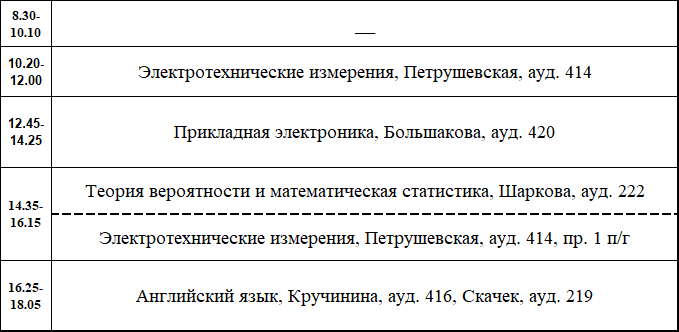 8.30-
10.10
—
10.20-
12.00
Электротехнические измерения, Петрушевская, ауд. 414
12.45-
14.25
Прикладная электроника, Большакова, ауд. 420
14.35-
16.15
Теория вероятности и математическая статистика, Шаркова, ауд. 222
Электротехнические измерения, Петрушевская, ауд. 414, пр. 1 п/г
16.25-
18.05
Английский язык, Кручинина, ауд. 416, Скачек, ауд. 219